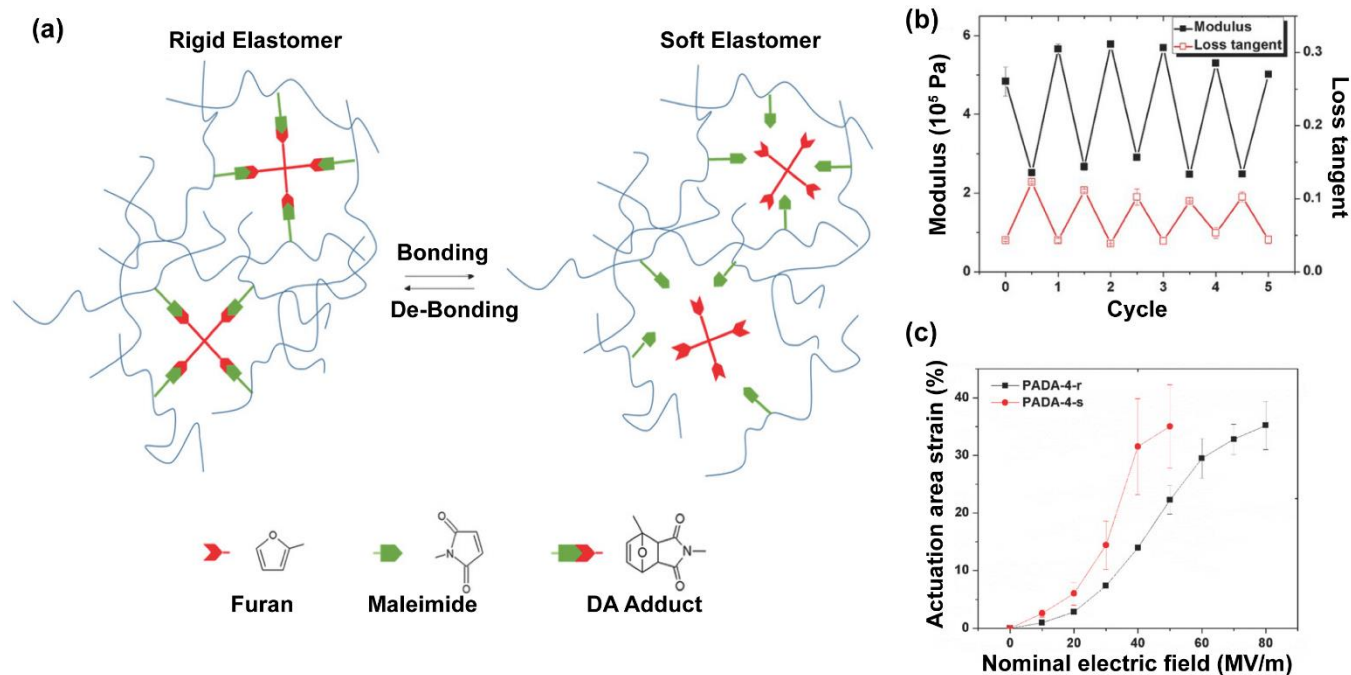 (a)
Rigid Elastomer
Soft Elastomer
Bonding
De-Bonding
Furan
O
Maleimide
O
N
O
DA Adduct
O
O
N
O
(b)
Modulus
Loss tangent
Modulus (10⁵ Pa)
6
4
2
0
Loss tangent
0.3
0.2
0.1
0.0
0 1 2 3 4 5
Cycle
(c)
PADA-4-r
PADA-4-s
Actuation area strain (%)
40
30
20
10
0
0 20 40 60 80
Nominal electric field (MV/m)